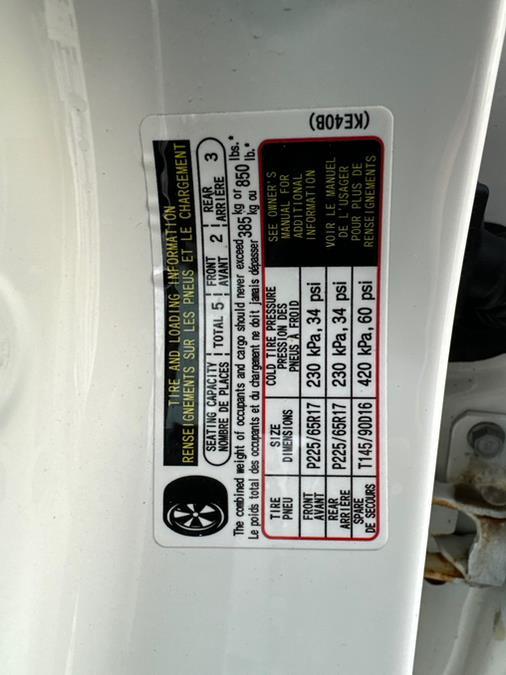 TIRE AND LOADING INFORMATION
RENSEIGNEMENTS SUR LES PNEUS ET LE CHARGEMENT
SEATING CAPACITY TOTAL 5 FRONT 2 REAR 3
NOMBRE DE PLACES AVANT ARRIÈRE
The combined weight of occupants and cargo should never exceed 385 kg or 850 lbs.*
Le poids total des occupants et du chargement ne doit jamais dépasser kg ou lb.*
TIRE SIZE COLD TIRE PRESSURE
PNEU DIMENSIONS PRESSION DES PNEUS À FROID
FRONT AVANT P225/65R17 230 kPa, 34 psi
REAR ARRIÈRE P225/65R17 230 kPa, 34 psi
SPARE DE SECOURS T145/90D16 420 kPa, 60 psi
SEE OWNER'S
MANUAL FOR
ADDITIONAL
INFORMATION
VOIR LE MANUEL
DE L'USAGER
POUR PLUS DE
RENSEIGNEMENTS
(KE40B)